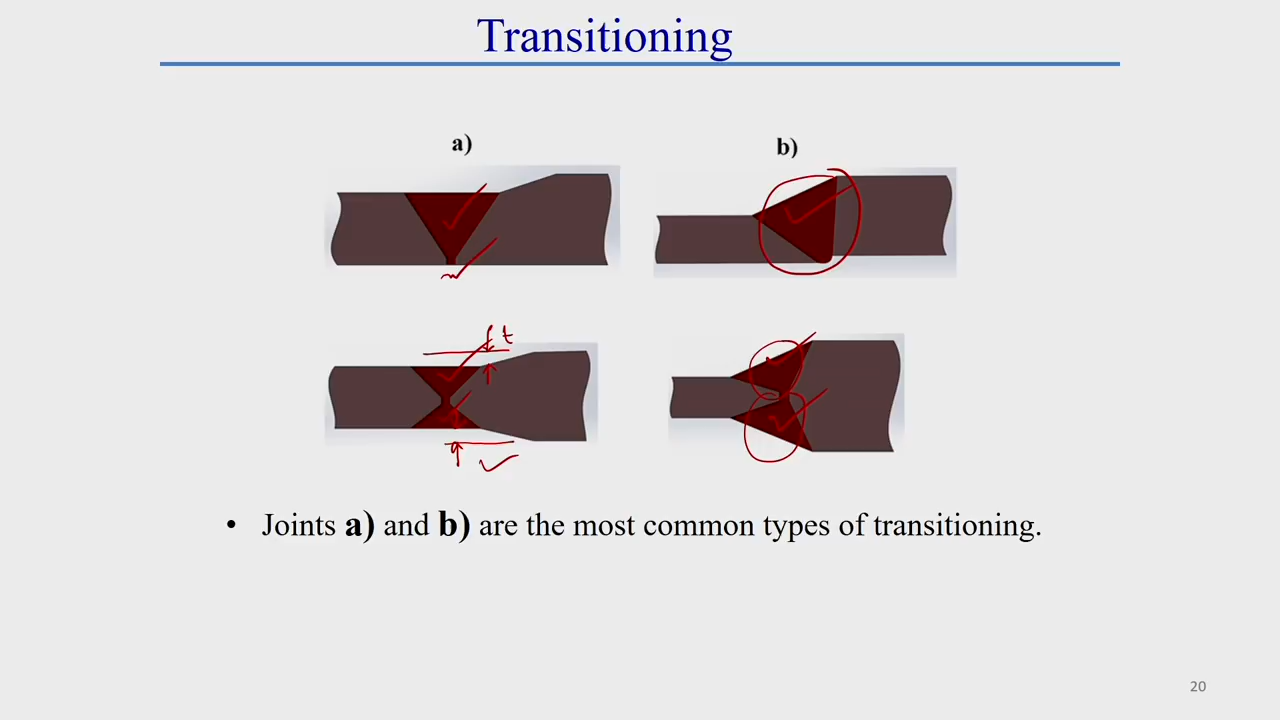 Transitioning
a)
b)
t
• Joints a) and b) are the most common types of transitioning.
20